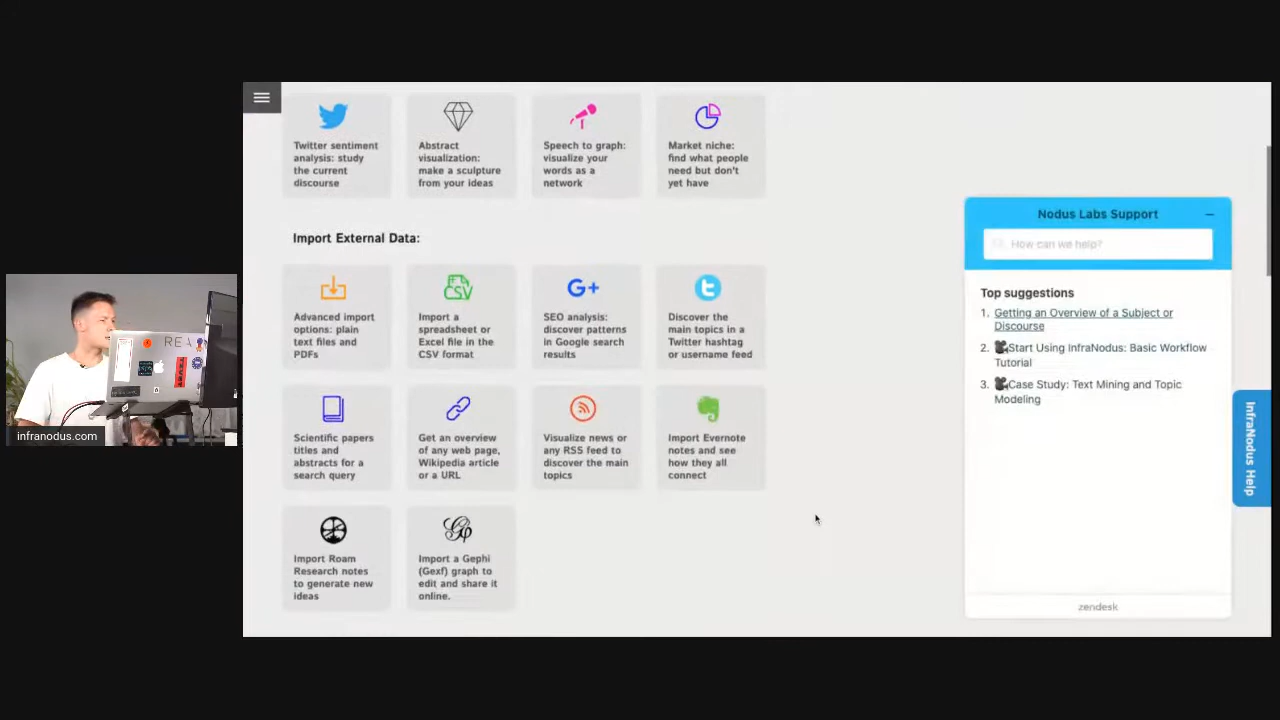 Twitter sentiment
analysis: study
the current
discourse
Abstract
visualization:
make a sculpture
from your ideas
Speech to graph:
visualize your
words as a
network
Market niche:
find what people
need but don't
yet have
Import External Data:
Advanced import
options: plain
text files and
PDFs
CSV
Import a
spreadsheet or
Excel file in the
CSV format
G+
SEO analysis:
discover patterns
in Google search
results
Discover the
main topics in a
Twitter hashtag
or username feed
Scientific papers
titles and
abstracts for a
search query
Get an overview
of any web page,
Wikipedia article
or a URL
Visualize news or
any RSS feed to
discover the main
topics
Import Evernote
notes and see
how they all
connect
Import Roam
Research notes
to generate new
ideas
Import a Gephi
(Gexf) graph to
edit and share it
online.
Nodus Labs Support
How can we help?
Top suggestions
1. Getting an Overview of a Subject or
Discourse
2. Start Using InfraNodus: Basic Workflow
Tutorial
3. Case Study: Text Mining and Topic
Modeling
zendesk
InfraNodus Help
infranodus.com